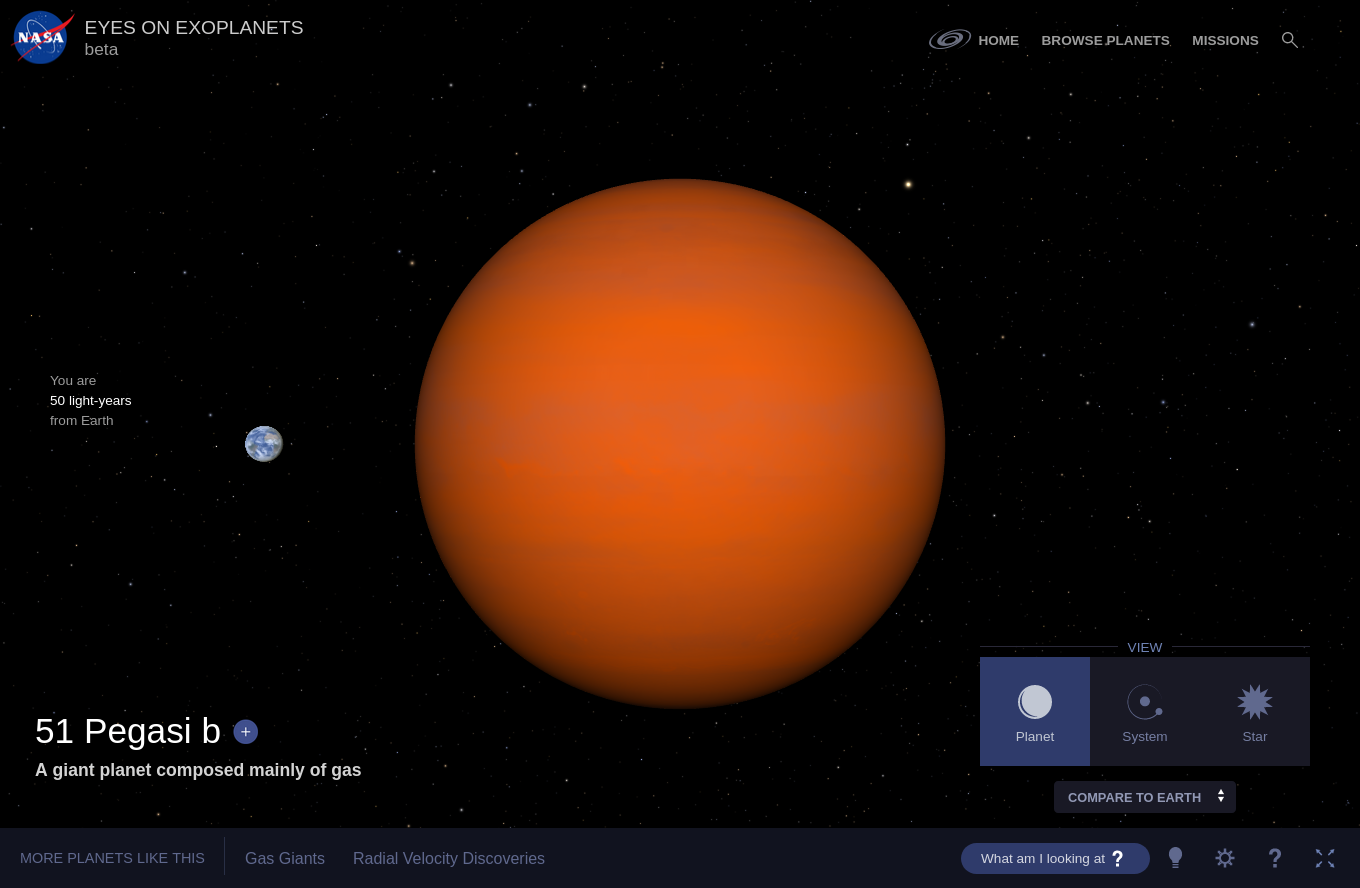 NASA
EYES ON EXOPLANETS
beta
HOME
BROWSE PLANETS
MISSIONS
You are
50 light-years
from Earth
VIEW
Planet
System
Star
51 Pegasi b +
A giant planet composed mainly of gas
COMPARE TO EARTH
MORE PLANETS LIKE THIS
Gas Giants
Radial Velocity Discoveries
What am I looking at ?
?